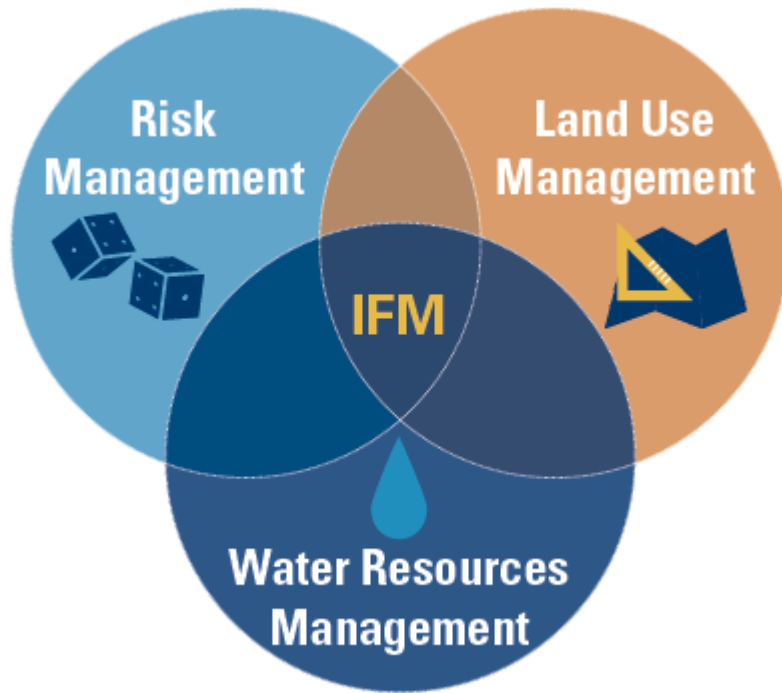 Risk
Management
Land Use
Management
IFM
Water Resources
Management